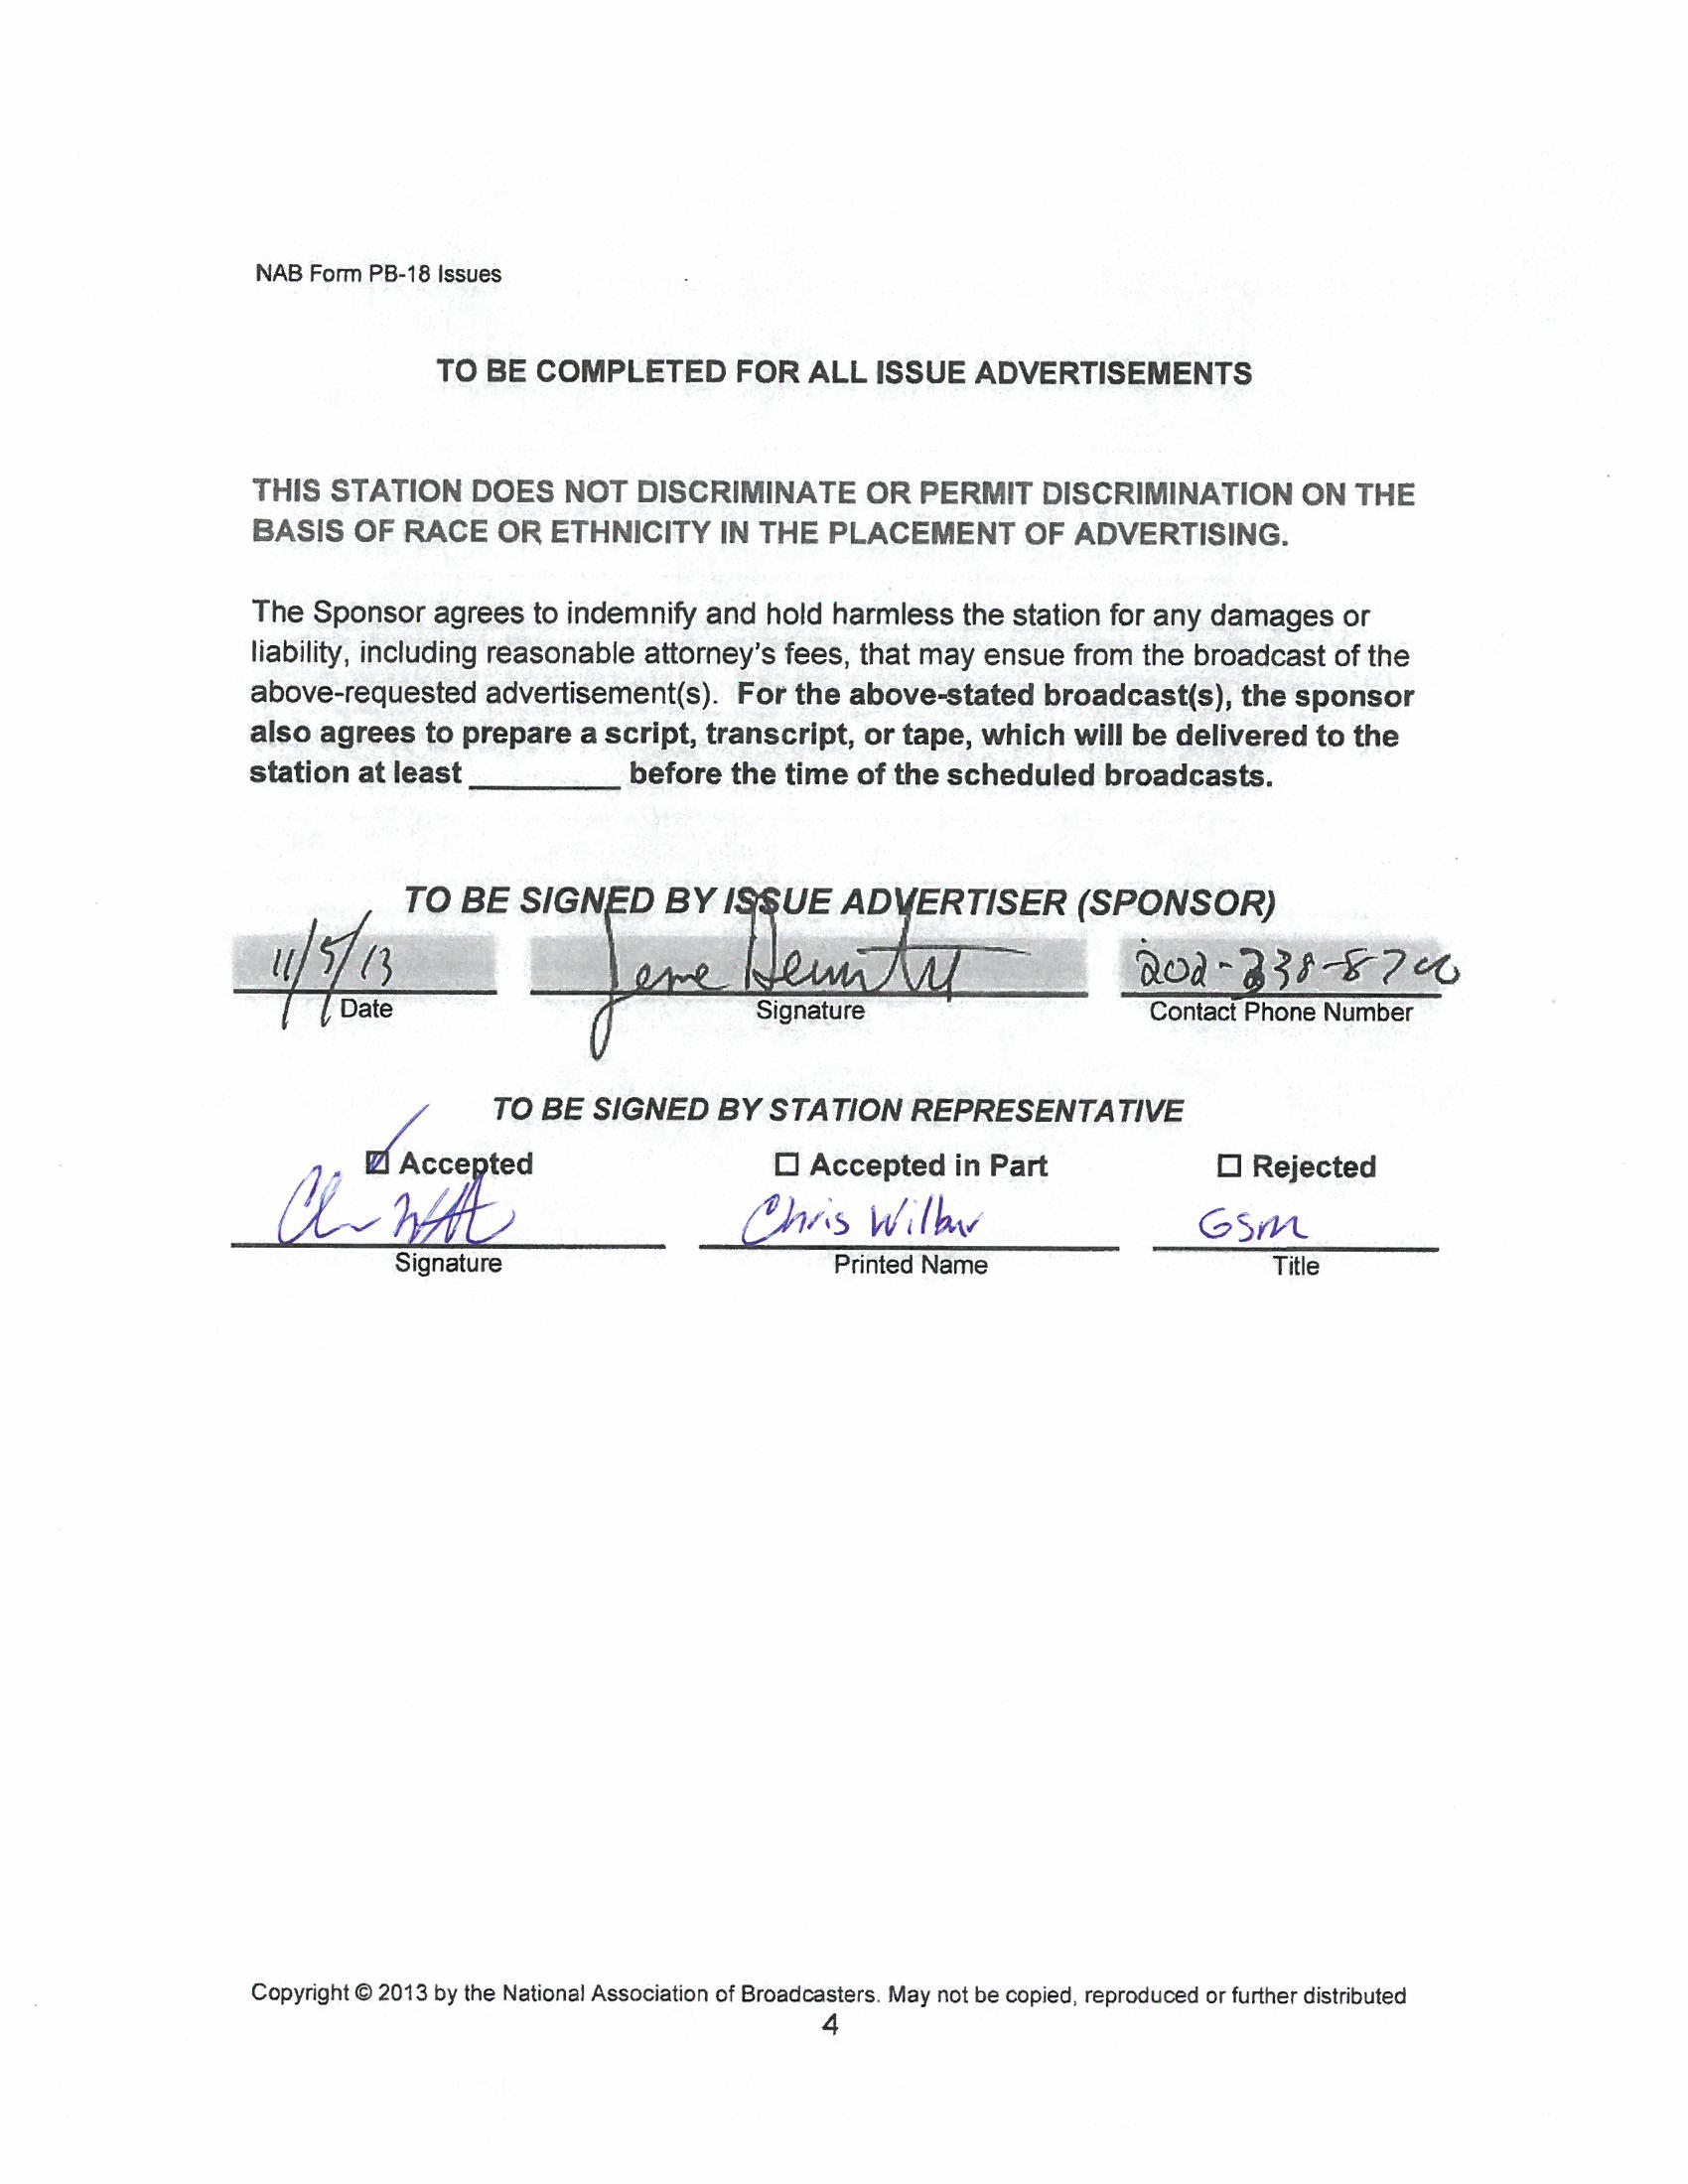 NAB Form PB-18 Issues
TO BE COMPLETED FOR ALL ISSUE ADVERTISEMENTS
THIS STATION DOES NOT DISCRIMINATE OR PERMIT DISCRIMINATION ON THE
BASIS OF RACE OR ETHNICITY IN THE PLACEMENT OF ADVERTISING.
The Sponsor agrees to indemnify and hold harmless the station for any damages or
liability, including reasonable attorney's fees, that may ensue from the broadcast of the
above-requested advertisement(s). For the above-stated broadcast(s), the sponsor
also agrees to prepare a script, transcript, or tape, which will be delivered to the
station at least ________ before the time of the scheduled broadcasts.
TO BE SIGNED BY ISSUE ADVERTISER (SPONSOR)
11/5/13 202-338-8700
Date Signature Contact Phone Number
TO BE SIGNED BY STATION REPRESENTATIVE
☑ Accepted ☐ Accepted in Part ☐ Rejected
Chris Wilbur GSM
Signature Printed Name Title
Copyright © 2013 by the National Association of Broadcasters. May not be copied, reproduced or further distributed
4